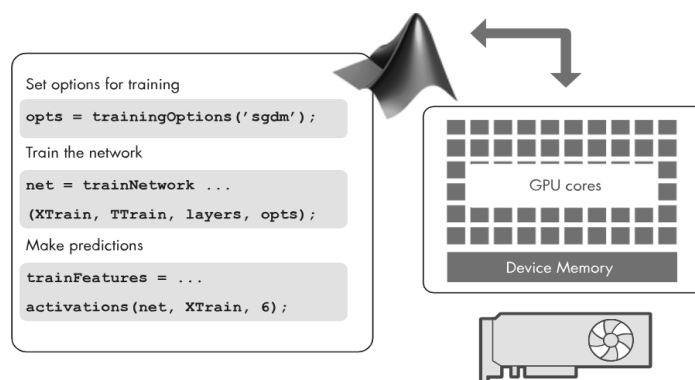 Set options for training
opts = trainingOptions('sgdm');
Train the network
net = trainNetwork ...
(XTrain, TTrain, layers, opts);
Make predictions
trainFeatures = ...
activations(net, XTrain, 6);
GPU cores
Device Memory